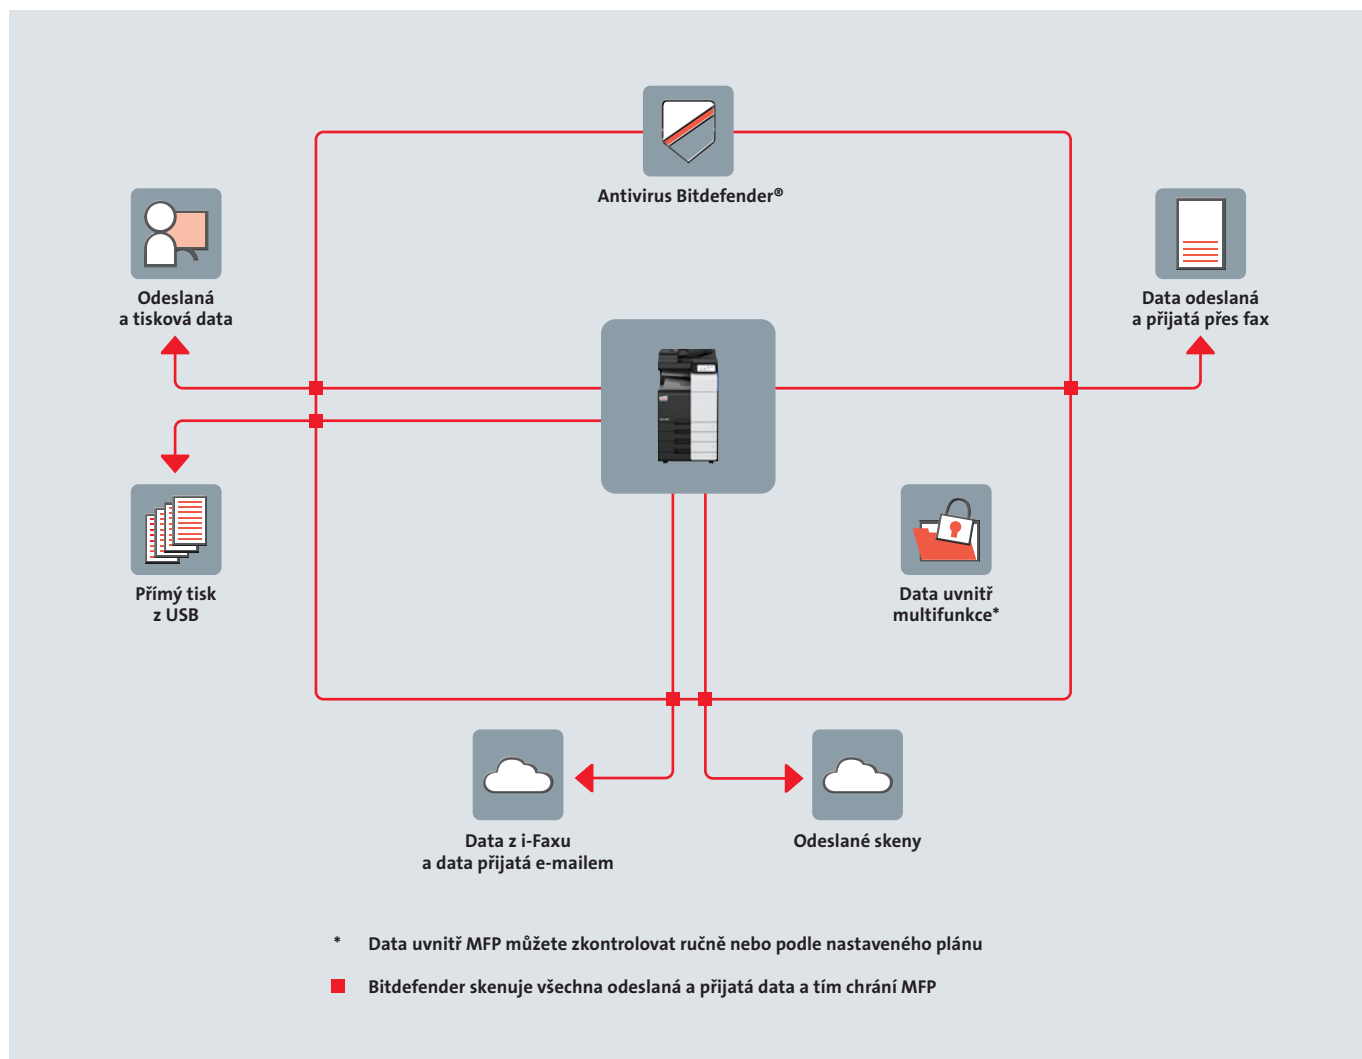 Antivirus Bitdefender®
Odeslaná
a tisková data
Data odeslaná
a přijatá přes fax
Přímý tisk
z USB
Data uvnitř
multifunkce*
Data z i-Faxu
a data přijatá e-mailem
Odeslané skeny
* Data uvnitř MFP můžete zkontrolovat ručně nebo podle nastaveného plánu
Bitdefender skenuje všechna odeslaná a přijatá data a tím chrání MFP